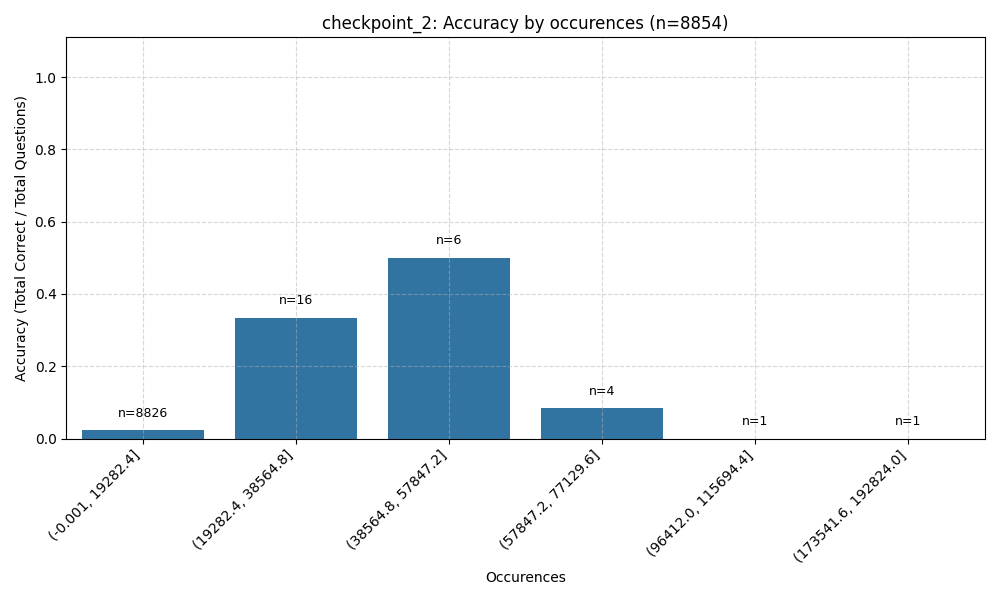 checkpoint_2: Accuracy by occurences (n=8854)
Accuracy (Total Correct / Total Questions)
1.0
0.8
0.6
0.4
0.2
0.0
n=8826
n=16
n=6
n=4
n=1
n=1
(-0.001, 19282.4]
(19282.4, 38564.8]
(38564.8, 57847.2]
(57847.2, 77129.6]
(96412.0, 115694.4]
(173541.6, 192824.0]
Occurences